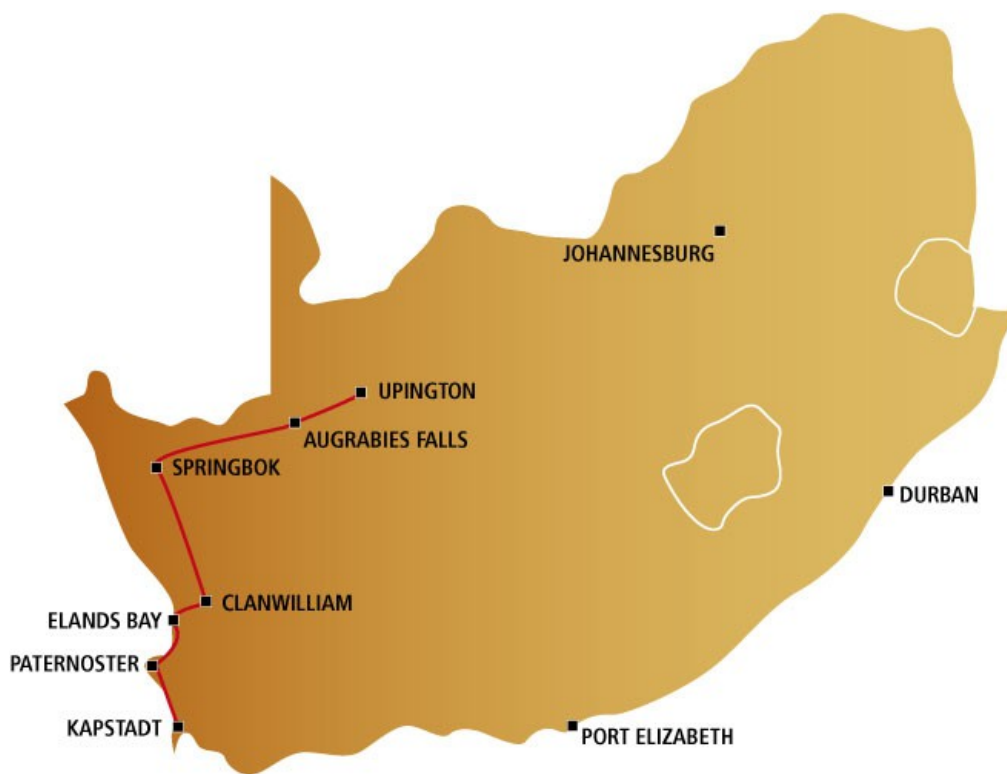 JOHANNESBURG
UPINGTON
AUGRABIES FALLS
SPRINGBOK
DURBAN
CLANWILLIAM
ELANDS BAY
PATERNOSTER
KAPSTADT
PORT ELIZABETH